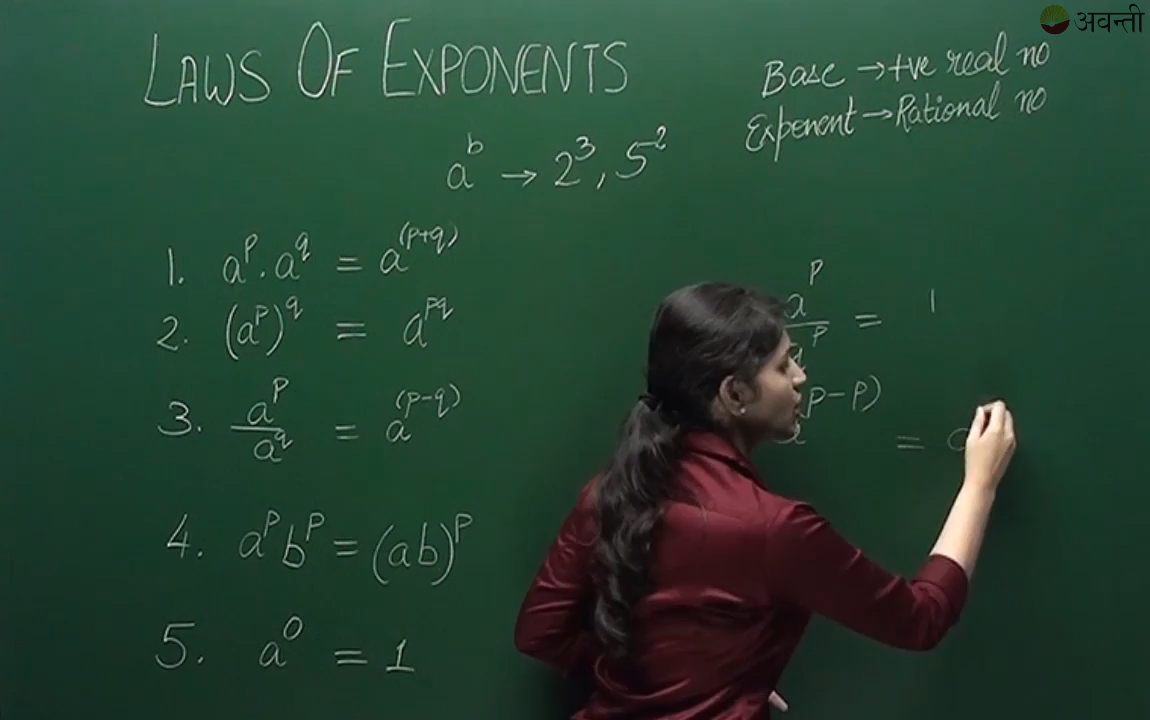 अवन्ती
LAWS OF EXPONENTS
Base → +ve real no
Exponent → Rational no
a^b → 2^3, 5^-2
1. a^p . a^q = a^(p+q)
2. (a^p)^q = a^pq
3. a^p / a^q = a^(p-q)
4. a^p b^p = (ab)^p
5. a^0 = 1
a^p / a^p = 1
a^(p-p) = a